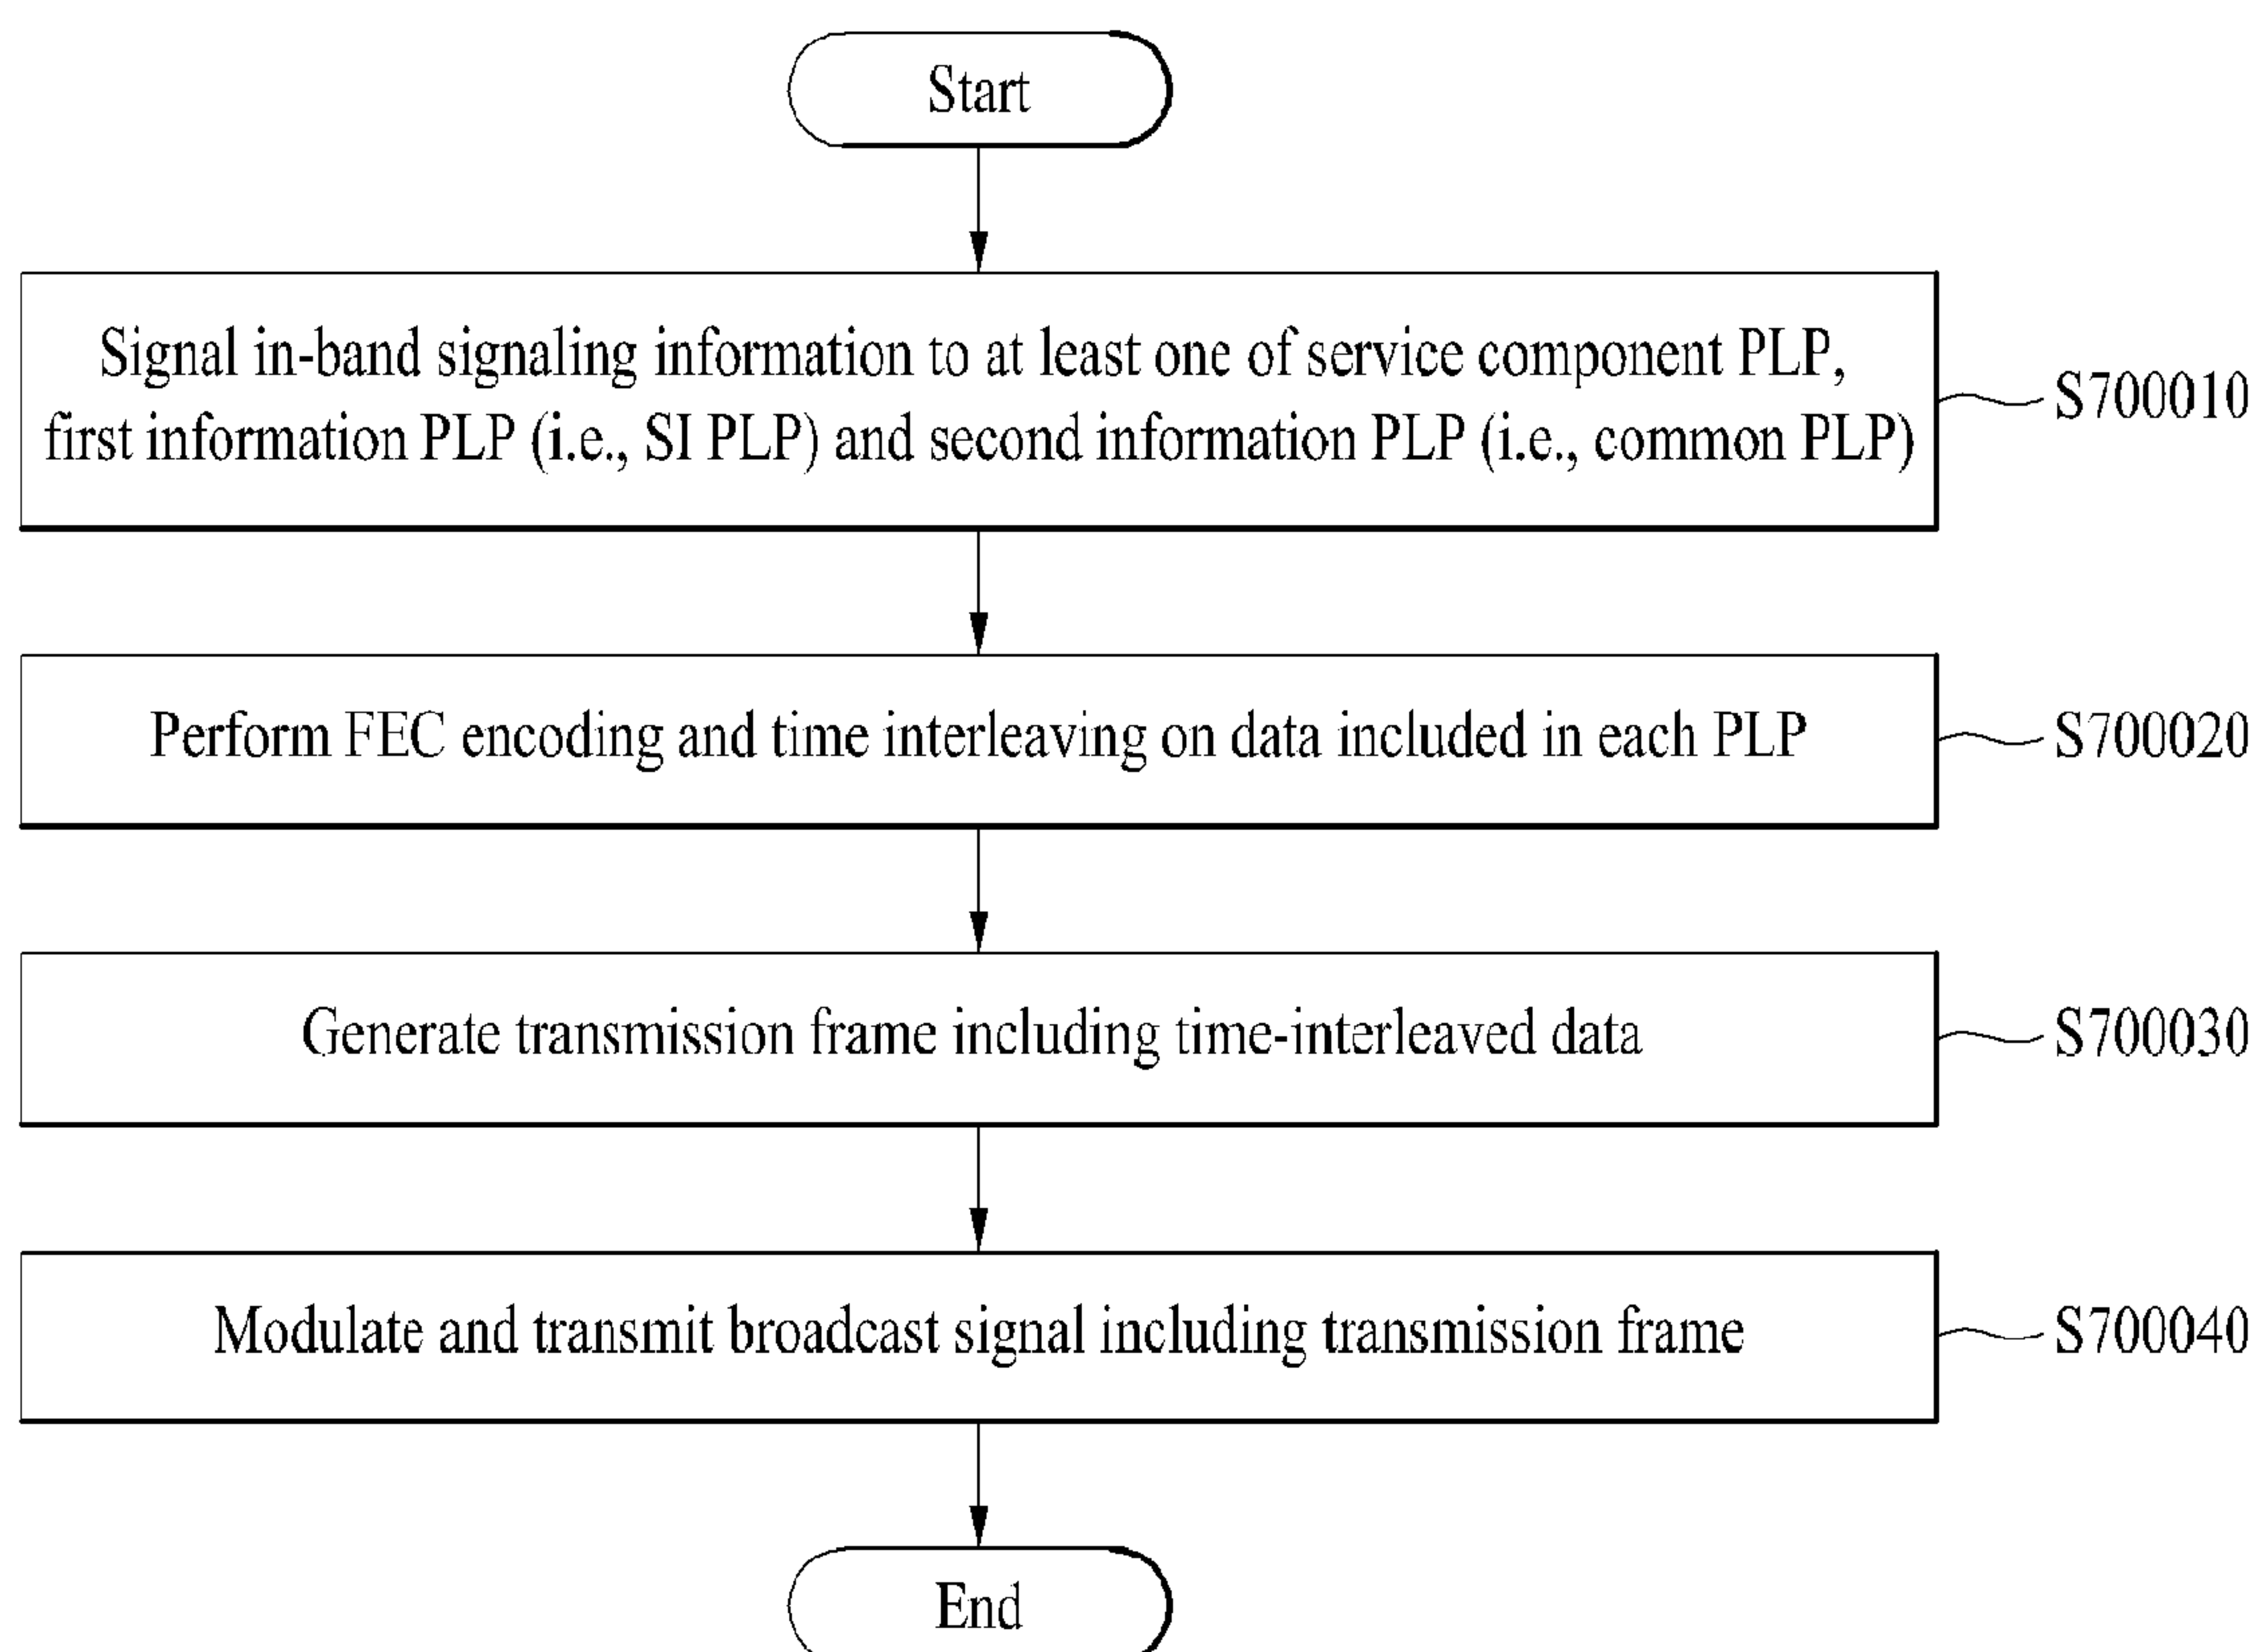 Start
Signal in-band signaling information to at least one of service component PLP,
first information PLP (i.e., SI PLP) and second information PLP (i.e., common PLP)
S700010
Perform FEC encoding and time interleaving on data included in each PLP
S700020
Generate transmission frame including time-interleaved data
S700030
Modulate and transmit broadcast signal including transmission frame
S700040
End